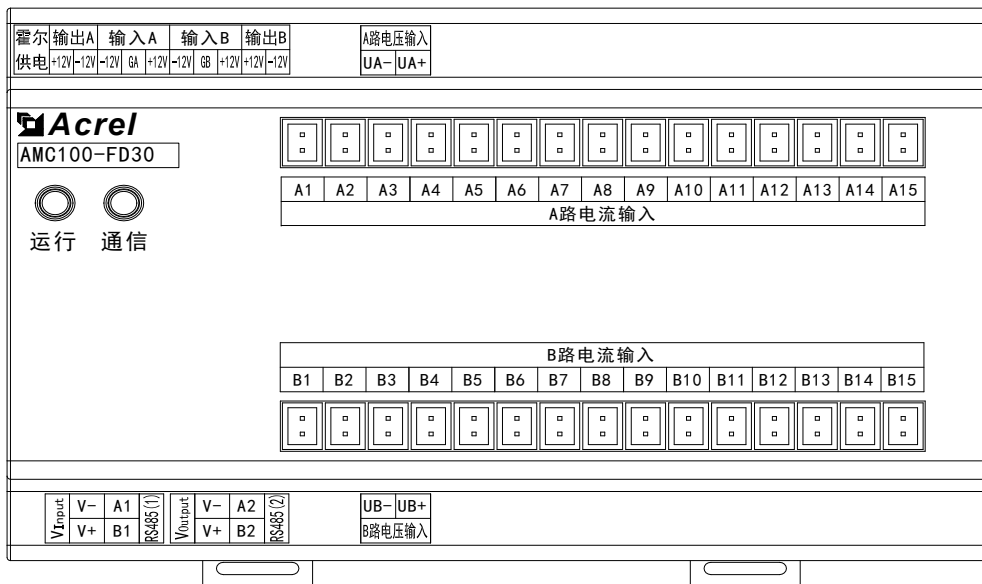 霍尔 输出A 输入A 输入B 输出B
供电 +12V -12V -12V GA +12V -12V GB +12V +12V -12V
A路电压输入
UA- UA+
Acrel
AMC100-FD30
运行 通信
A1 A2 A3 A4 A5 A6 A7 A8 A9 A10 A11 A12 A13 A14 A15
A路电流输入
B路电流输入
B1 B2 B3 B4 B5 B6 B7 B8 B9 B10 B11 B12 B13 B14 B15
VInput V- A1 RS485(1) VOutput V- A2 RS485(2)
V+ B1 V+ B2
UB- UB+
B路电压输入